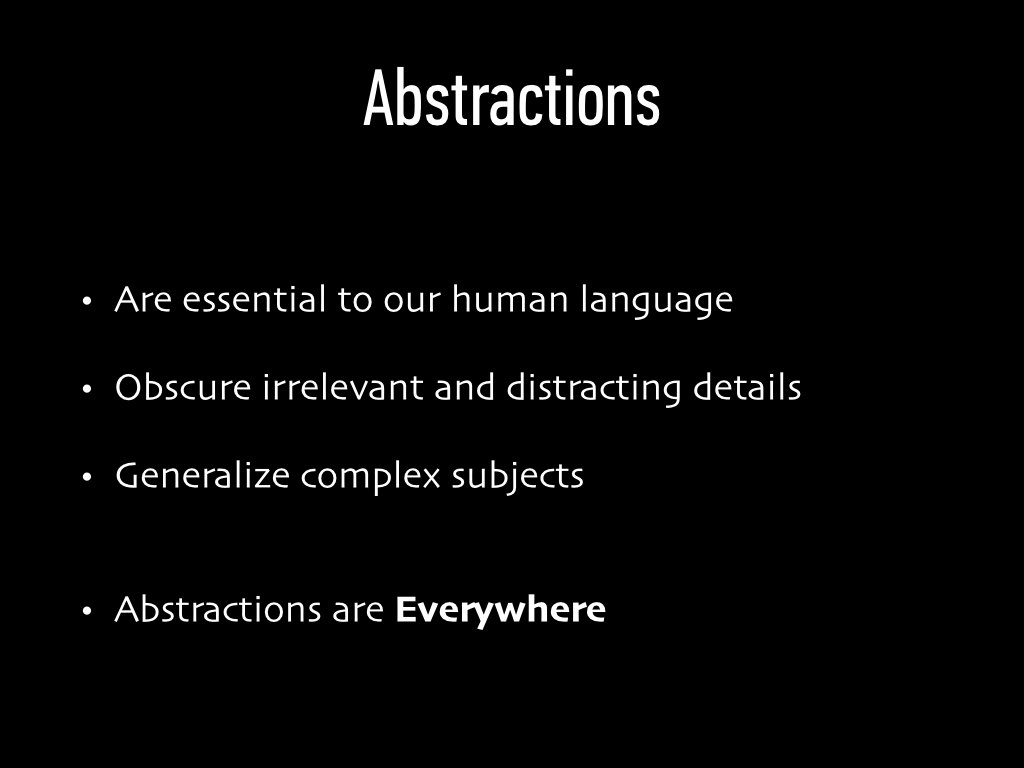 Abstractions
• Are essential to our human language
• Obscure irrelevant and distracting details
• Generalize complex subjects
• Abstractions are Everywhere